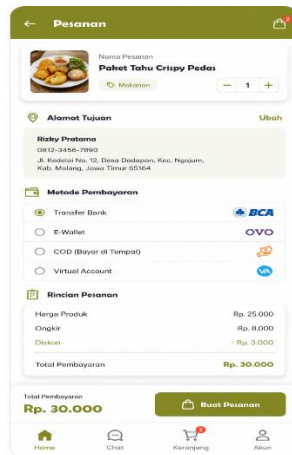 Pesanan
Nama Pesanan
Paket Tahu Crispy Pedas
Makanan
1
Alamat Tujuan
Ubah
Rizky Pratama
0812-3456-7890
Jl. Kedelai No. 12, Desa Dadapan, Kec. Ngajum,
Kab. Malang, Jawa Timur 65164
Metode Pembayaran
Transfer Bank
BCA
E-Wallet
OVO
COD (Bayar di Tempat)
Virtual Account
VA
Rincian Pesanan
Harga Produk Rp. 25.000
Ongkir Rp. 8.000
Diskon - Rp. 3.000
Total Pembayaran Rp. 30.000
Total Pembayaran
Rp. 30.000
Buat Pesanan
Home
Chat
Keranjang
Akun